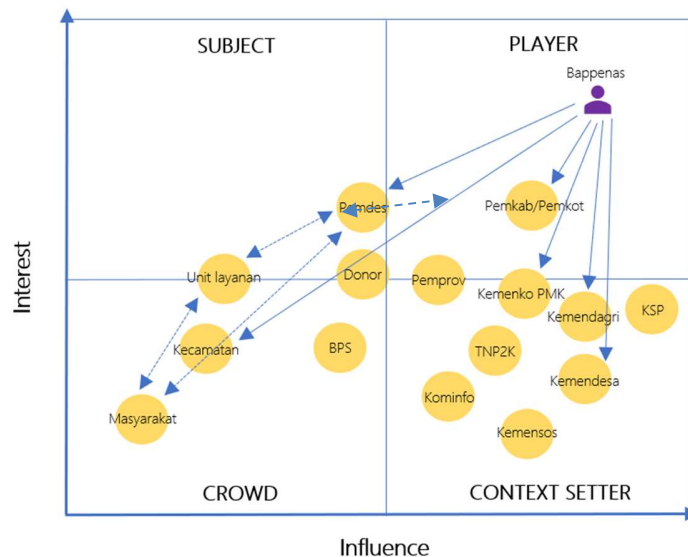 SUBJECT
PLAYER
Bappenas
Pemdes
Pemkab/Pemkot
Interest
Unit layanan
Donor
Pemprov
Kemenko PMK
Kemendagri
KSP
Kecamatan
BPS
TNP2K
Kemendesa
Kominfo
Masyarakat
Kemensos
CROWD
CONTEXT SETTER
Influence